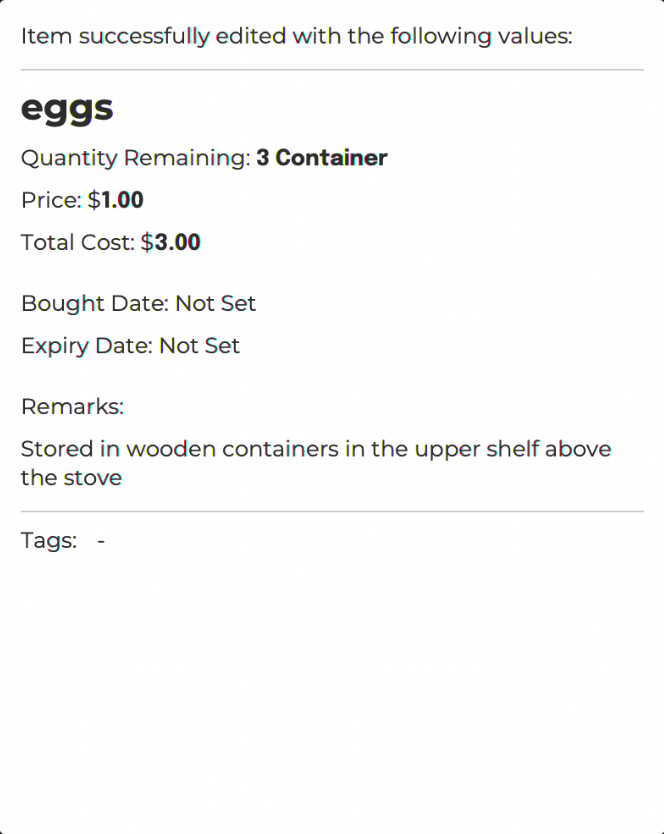 Item successfully edited with the following values:
eggs
Quantity Remaining: 3 Container
Price: $1.00
Total Cost: $3.00
Bought Date: Not Set
Expiry Date: Not Set
Remarks:
Stored in wooden containers in the upper shelf above
the stove
Tags: -